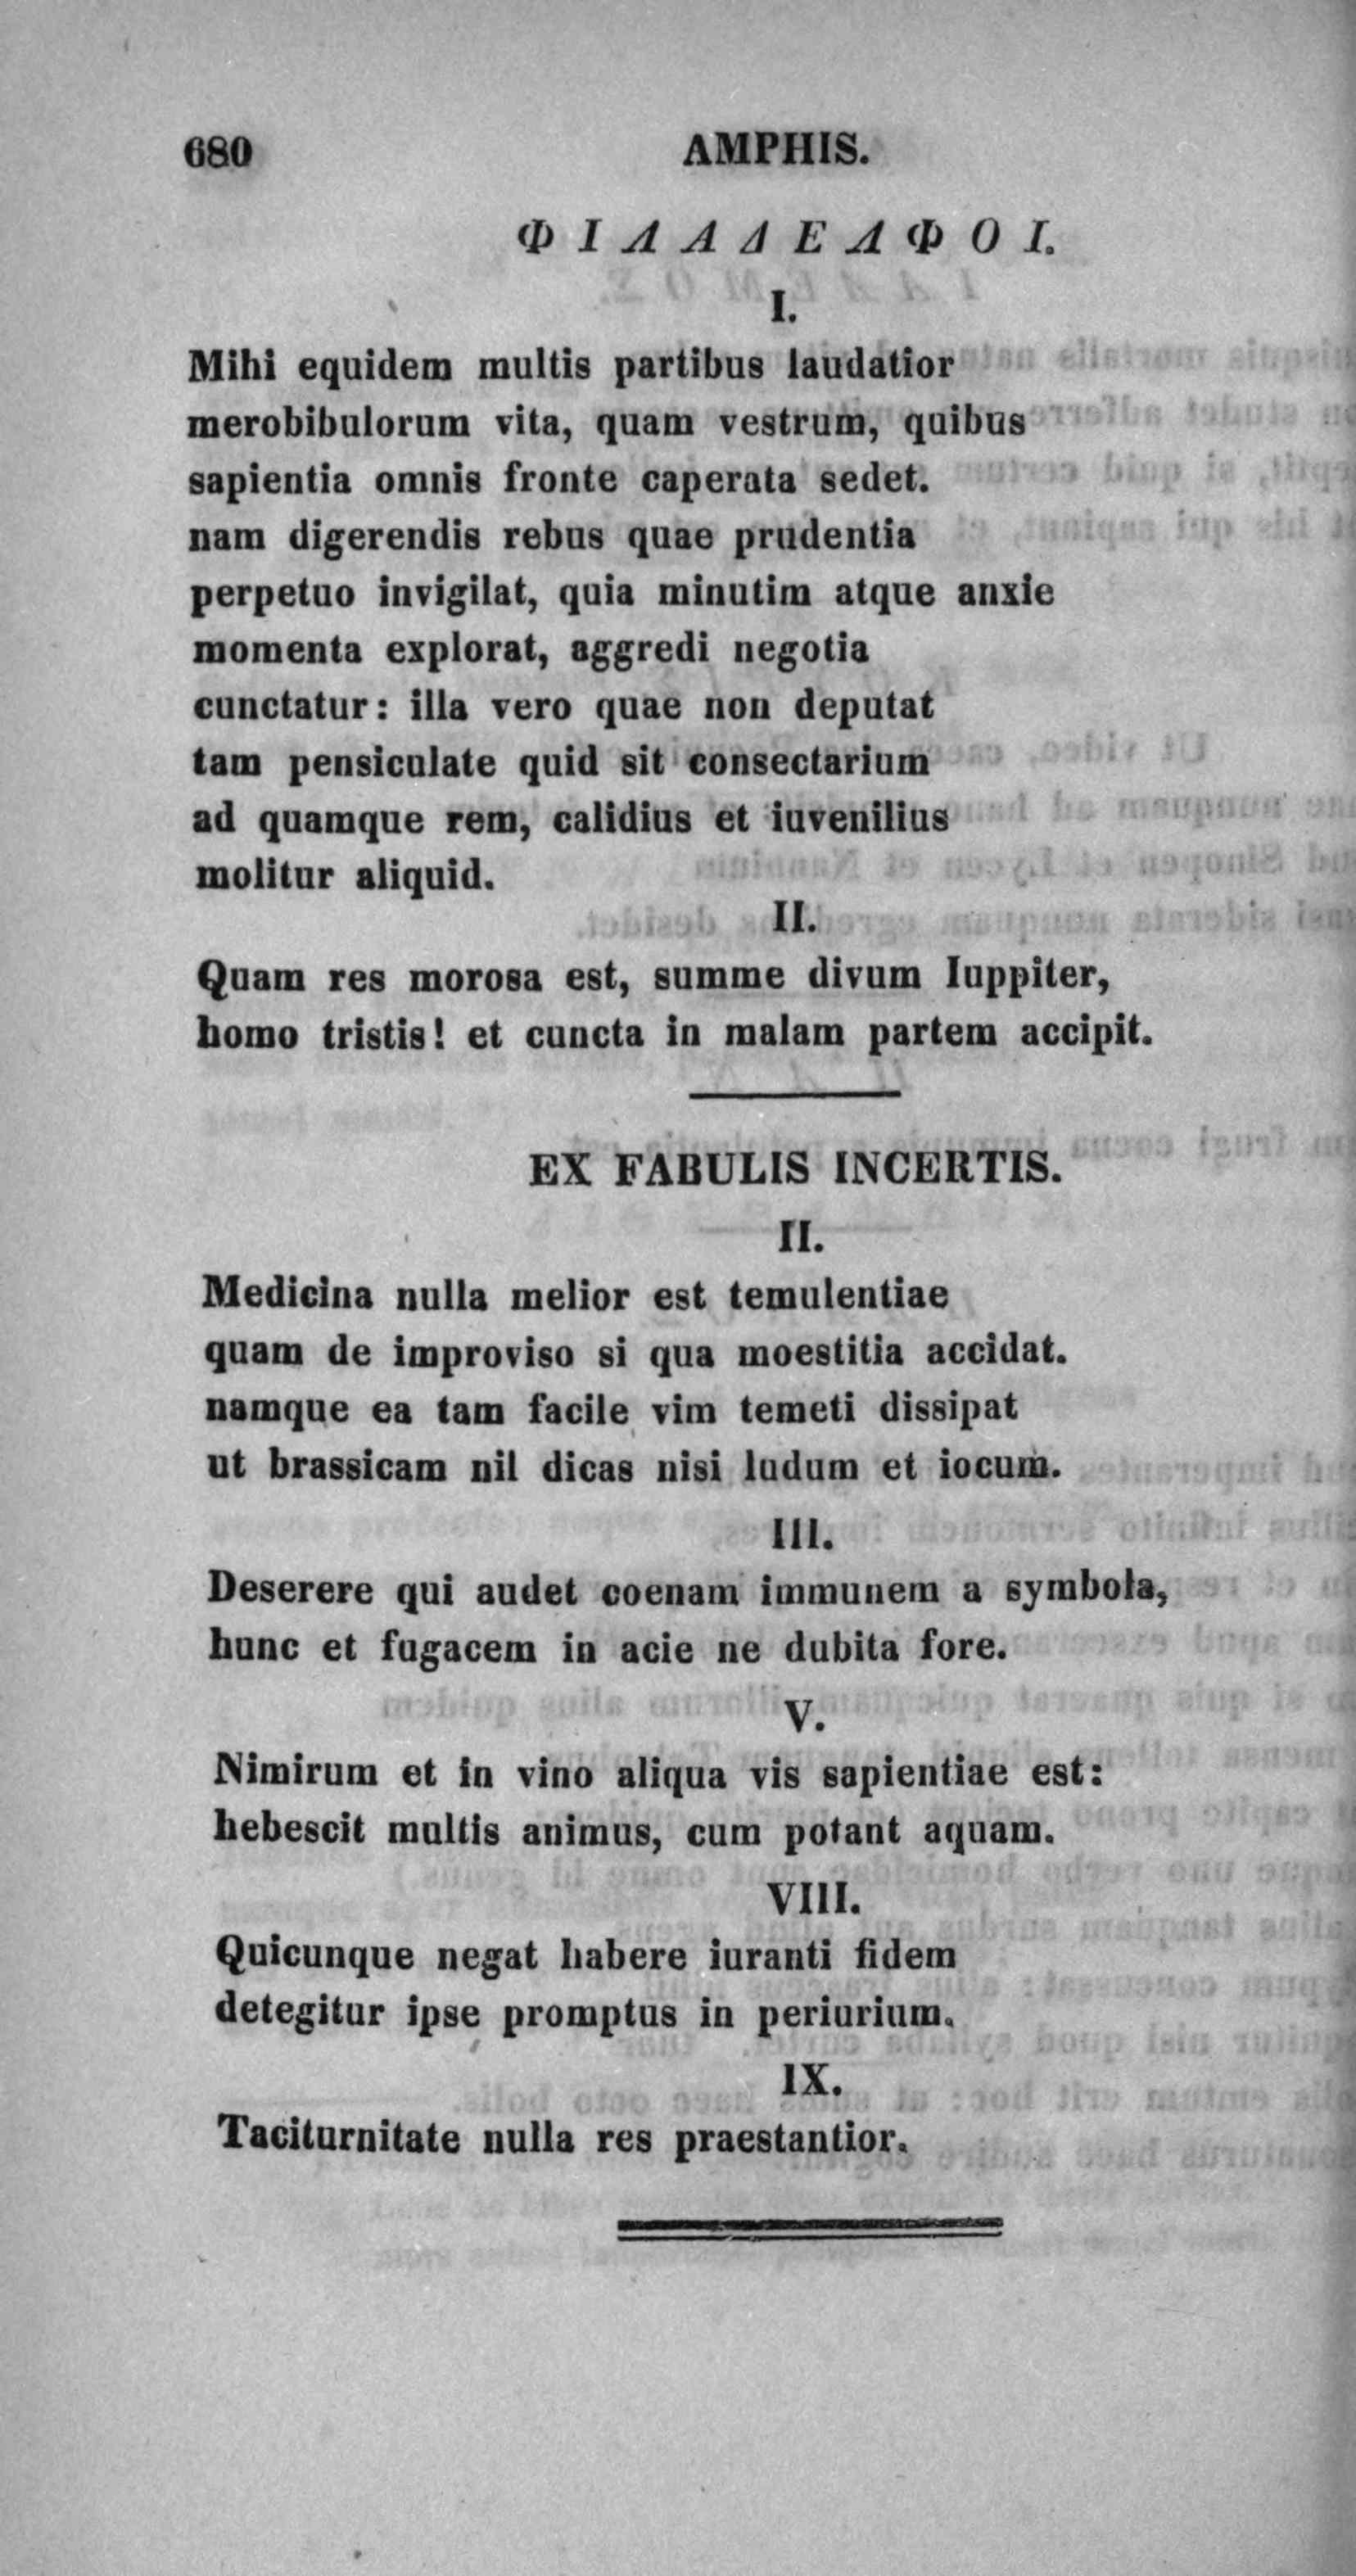 680 AMPHIS.
ΦΙΛΑΔΕΛΦΟΙ.
I.
Mihi equidem multis partibus laudatior
merobibulorum vita, quam vestrum, quibus
sapientia omnis fronte caperata sedet.
nam digerendis rebus quae prudentia
perpetuo invigilat, quia minutim atque anxie
momenta explorat, aggredi negotia
cunctatur: illa vero quae non deputat
tam pensiculate quid sit consectarium
ad quamque rem, calidius et iuvenilius
molitur aliquid.
II.
Quam res morosa est, summe divum Iuppiter,
homo tristis! et cuncta in malam partem accipit.
EX FABULIS INCERTIS.
II.
Medicina nulla melior est temulentiae
quam de improviso si qua moestitia accidat.
namque ea tam facile vim temeti dissipat
ut brassicam nil dicas nisi ludum et iocum.
III.
Deserere qui audet coenam immunem a symbola,
hunc et fugacem in acie ne dubita fore.
V.
Nimirum et in vino aliqua vis sapientiae est:
hebescit multis animus, cum potant aquam.
VIII.
Quicunque negat habere iuranti fidem
detegitur ipse promptus in periurium.
IX.
Taciturnitate nulla res praestantior.